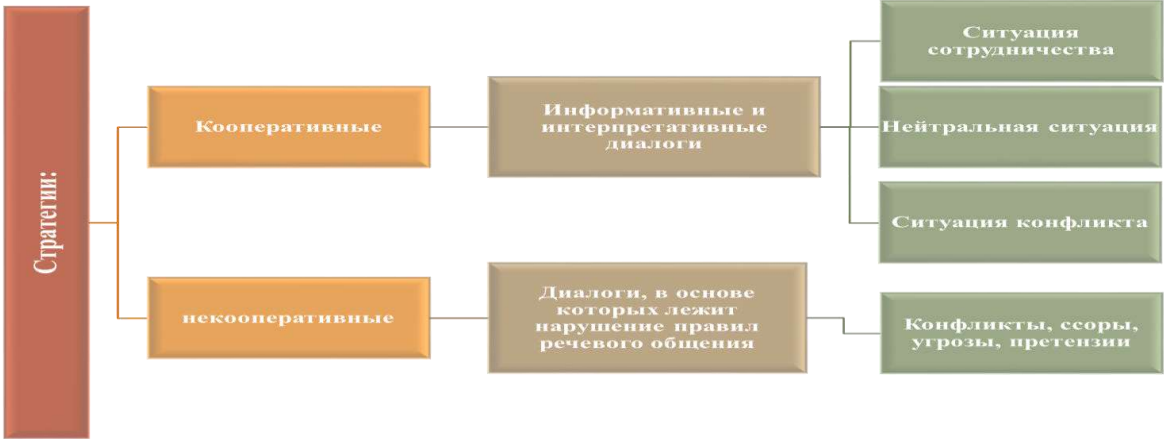 Стратегии:
Кооперативные
Информативные и
интерпретативные
диалоги
Ситуация
сотрудничества
Нейтральная ситуация
Ситуация конфликта
некооперативные
Диалоги, в основе
которых лежит
нарушение правил
речевого общения
Конфликты, ссоры,
угрозы, претензии